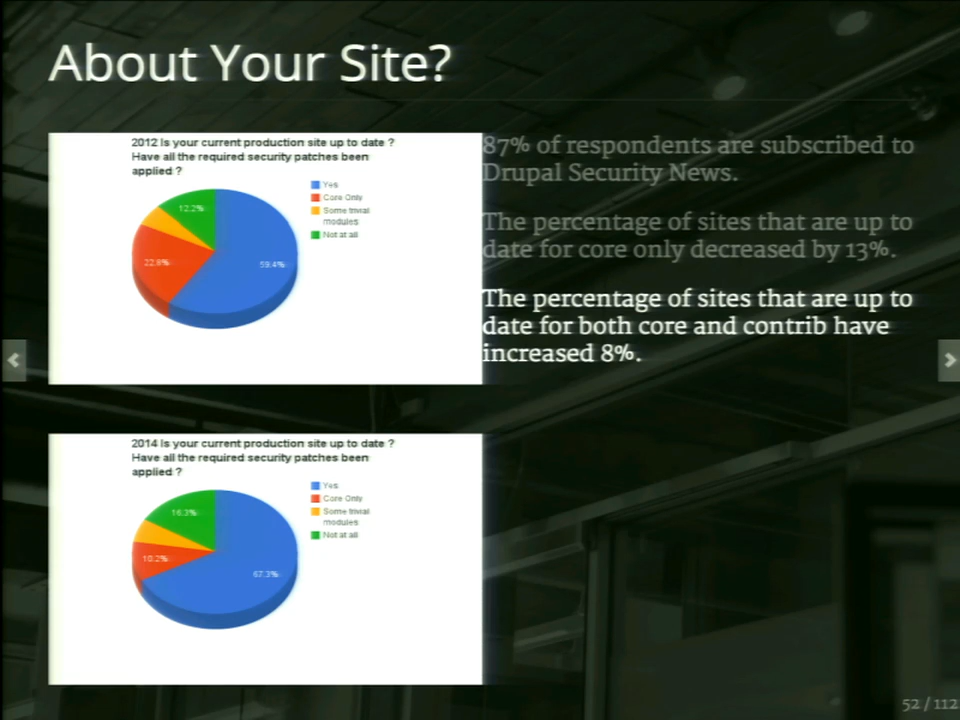 About Your Site?
2012 Is your current production site up to date ?
Have all the required security patches been
applied ?
Yes
Core Only
Some trivial
modules
Not at all
12.2%
22.8%
59.4%
87% of respondents are subscribed to
Drupal Security News.
The percentage of sites that are up to
date for core only decreased by 13%.
The percentage of sites that are up to
date for both core and contrib have
increased 8%.
2014 Is your current production site up to date ?
Have all the required security patches been
applied ?
Yes
Core Only
Some trivial
modules
Not at all
16.3%
10.2%
67.3%
52 / 112